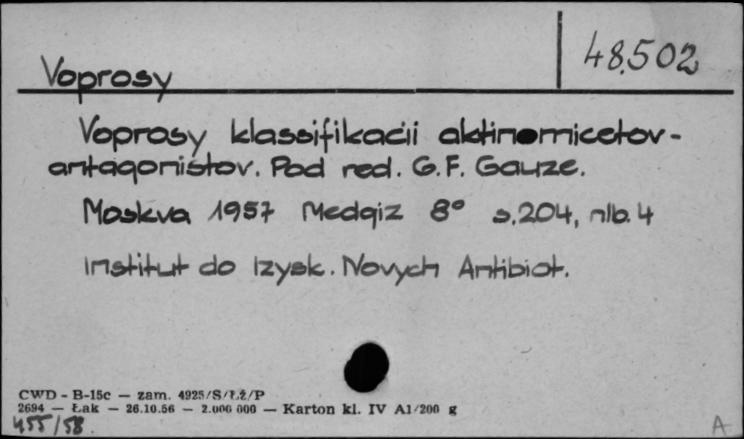 48.502
Voprosy
Voprosy klassifikacii aktinomicetov-
antagonistov. Pod red. G.F. Gauze.
Moskva 1957 Medgiz 8° s.204, nlb. 4
Institut do Izysk. Novych Antibiot.
CWD - B-15c — zam. 4925/S/ŁŻ/P
2694 — Łak — 26.10.56 — 2.000 000 — Karton kl. IV A1/200 g
455/58.
A